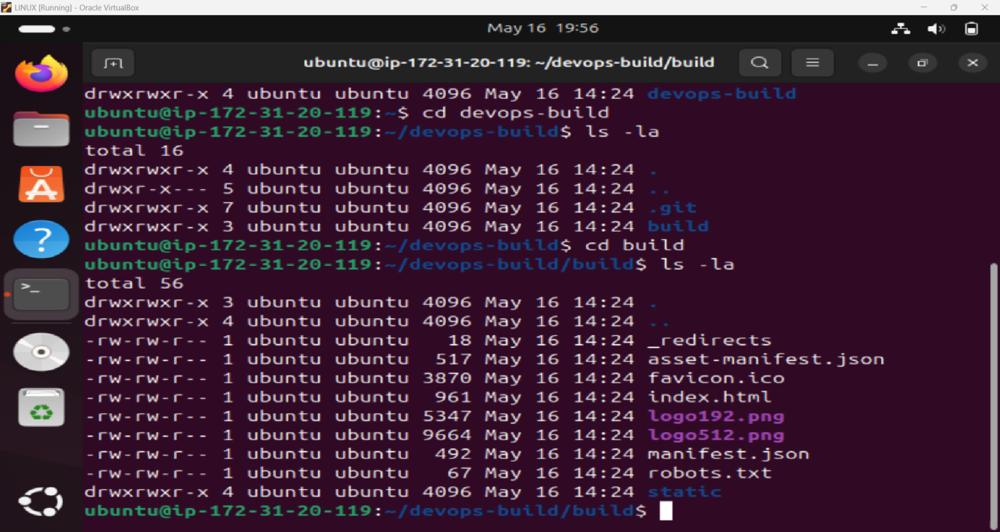 LINUX [Running] - Oracle VirtualBox
May 16 19:56
ubuntu@ip-172-31-20-119: ~/devops-build/build
drwxrwxr-x 4 ubuntu ubuntu 4096 May 16 14:24 devops-build
ubuntu@ip-172-31-20-119:~$ cd devops-build
ubuntu@ip-172-31-20-119:~/devops-build$ ls -la
total 16
drwxrwxr-x 4 ubuntu ubuntu 4096 May 16 14:24 .
drwxr-x--- 5 ubuntu ubuntu 4096 May 16 14:24 ..
drwxrwxr-x 7 ubuntu ubuntu 4096 May 16 14:24 .git
drwxrwxr-x 3 ubuntu ubuntu 4096 May 16 14:24 build
ubuntu@ip-172-31-20-119:~/devops-build$ cd build
ubuntu@ip-172-31-20-119:~/devops-build/build$ ls -la
total 56
drwxrwxr-x 3 ubuntu ubuntu 4096 May 16 14:24 .
drwxrwxr-x 4 ubuntu ubuntu 4096 May 16 14:24 ..
-rw-rw-r-- 1 ubuntu ubuntu   18 May 16 14:24 _redirects
-rw-rw-r-- 1 ubuntu ubuntu  517 May 16 14:24 asset-manifest.json
-rw-rw-r-- 1 ubuntu ubuntu 3870 May 16 14:24 favicon.ico
-rw-rw-r-- 1 ubuntu ubuntu  961 May 16 14:24 index.html
-rw-rw-r-- 1 ubuntu ubuntu 5347 May 16 14:24 logo192.png
-rw-rw-r-- 1 ubuntu ubuntu 9664 May 16 14:24 logo512.png
-rw-rw-r-- 1 ubuntu ubuntu  492 May 16 14:24 manifest.json
-rw-rw-r-- 1 ubuntu ubuntu   67 May 16 14:24 robots.txt
drwxrwxr-x 4 ubuntu ubuntu 4096 May 16 14:24 static
ubuntu@ip-172-31-20-119:~/devops-build/build$